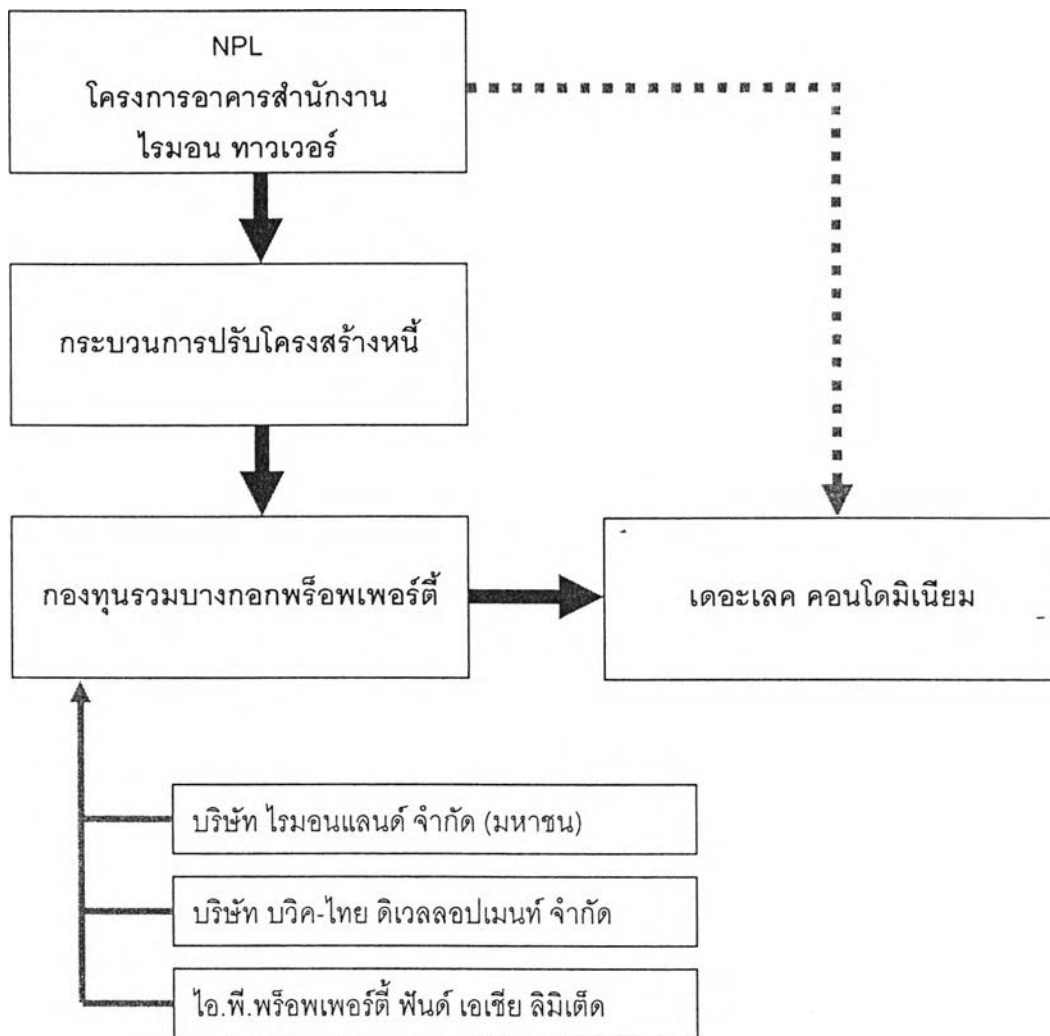 NPL
โครงการอาคารสำนักงาน
ไรมอน ทาวเวอร์
กระบวนการปรับโครงสร้างหนี้
กองทุนรวมบางกอกพร็อพเพอร์ตี้
เดอะเลค คอนโดมิเนียม
บริษัท ไรมอนแลนด์ จำกัด (มหาชน)
บริษัท บวิค-ไทย ดิเวลลอปเมนท์ จำกัด
ไอ.พี.พร็อพเพอร์ตี้ ฟันด์ เอเชีย ลิมิเต็ด